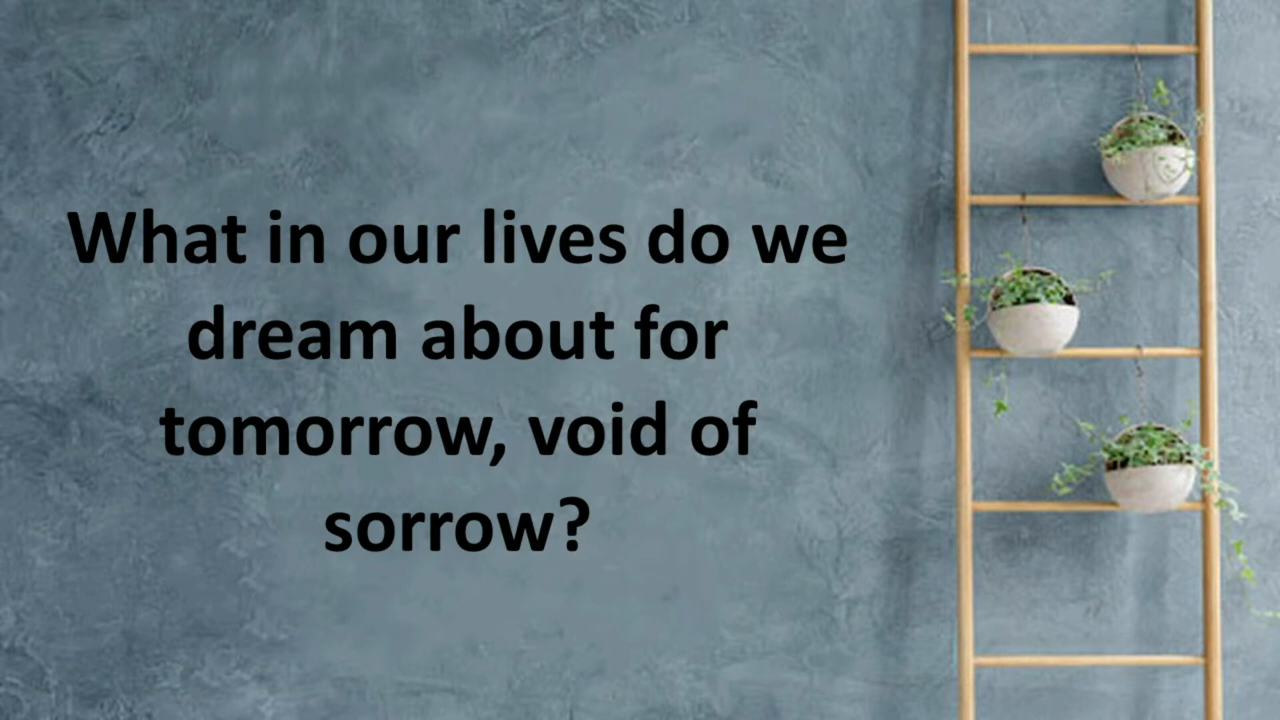 What in our lives do we
dream about for
tomorrow, void of
sorrow?